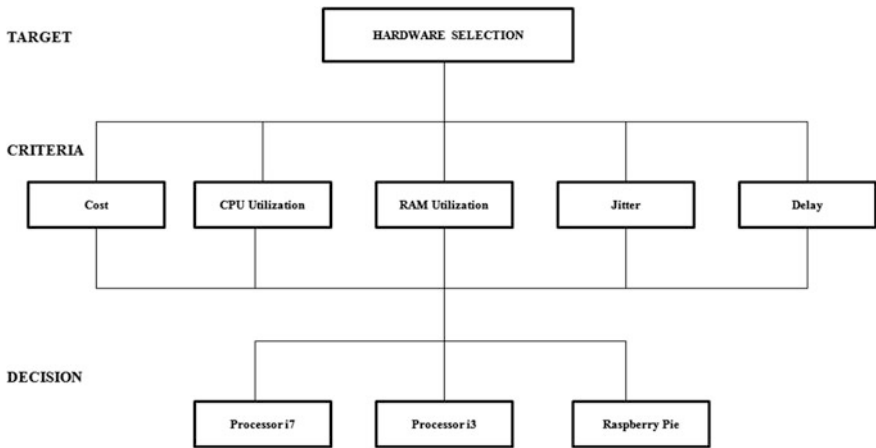 TARGET
HARDWARE SELECTION
CRITERIA
Cost
CPU Utilization
RAM Utilization
Jitter
Delay
DECISION
Processor i7
Processor i3
Raspberry Pie